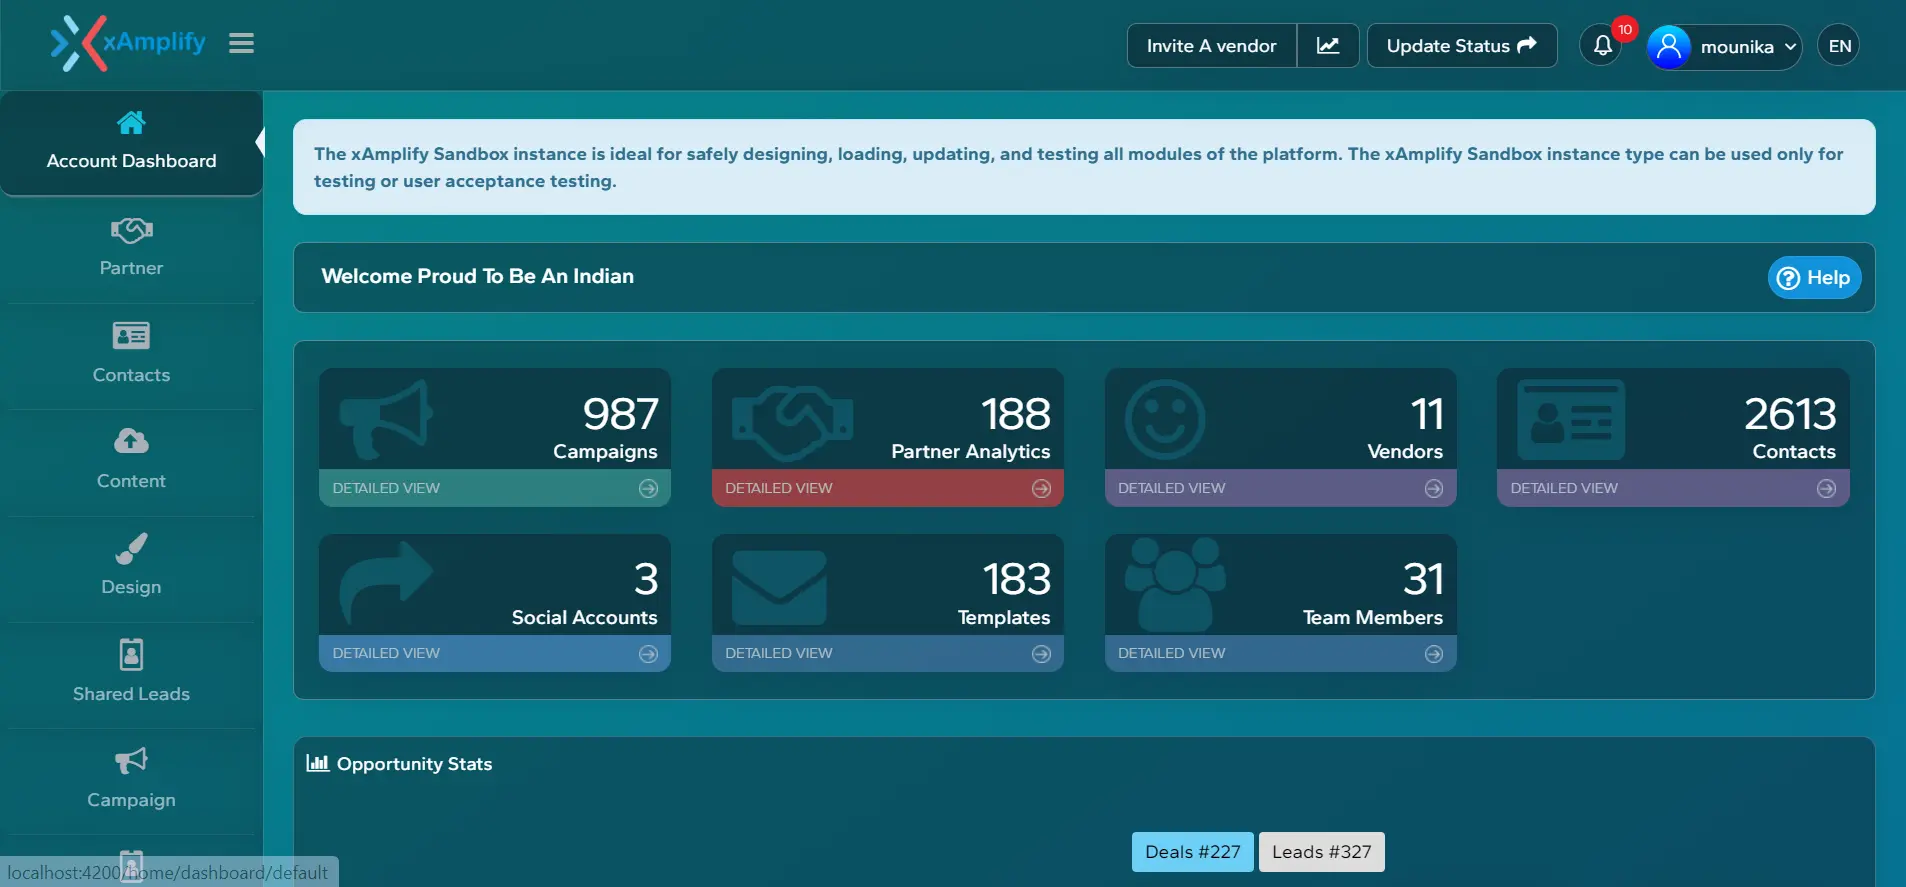 xAmplify
Invite A vendor
Update Status
10
mounika
EN
Account Dashboard
Partner
Contacts
Content
Design
Shared Leads
Campaign
The xAmplify Sandbox instance is ideal for safely designing, loading, updating, and testing all modules of the platform. The xAmplify Sandbox instance type can be used only for
testing or user acceptance testing.
Welcome Proud To Be An Indian
Help
987
Campaigns
DETAILED VIEW
188
Partner Analytics
DETAILED VIEW
11
Vendors
DETAILED VIEW
2613
Contacts
DETAILED VIEW
3
Social Accounts
DETAILED VIEW
183
Templates
DETAILED VIEW
31
Team Members
DETAILED VIEW
Opportunity Stats
Deals #227
Leads #327
localhost:4200/home/dashboard/default